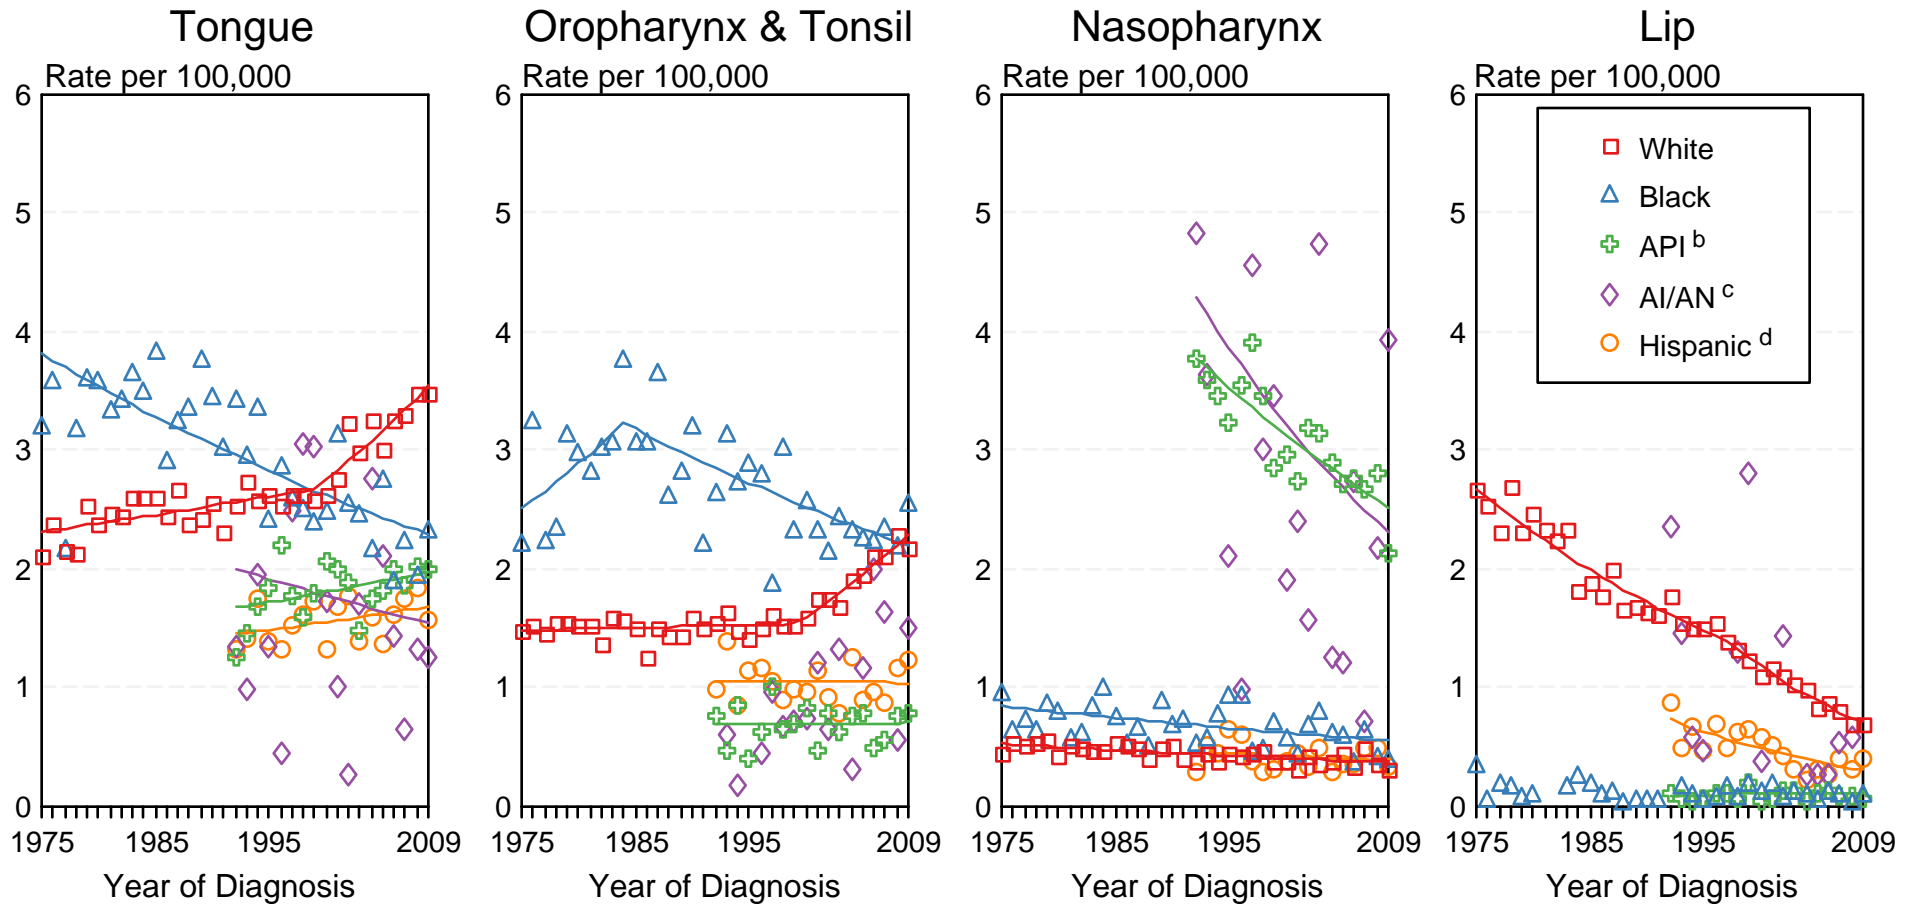 Tongue
Rate per 100,000
6
5
4
3
2
1
0
1975 1985 1995 2009
Year of Diagnosis
Oropharynx & Tonsil
Rate per 100,000
6
5
4
3
2
1
0
1975 1985 1995 2009
Year of Diagnosis
Nasopharynx
Rate per 100,000
6
5
4
3
2
1
0
1975 1985 1995 2009
Year of Diagnosis
Lip
Rate per 100,000
6
5
4
3
2
1
0
1975 1985 1995 2009
Year of Diagnosis
White
Black
API b
AI/AN c
Hispanic d